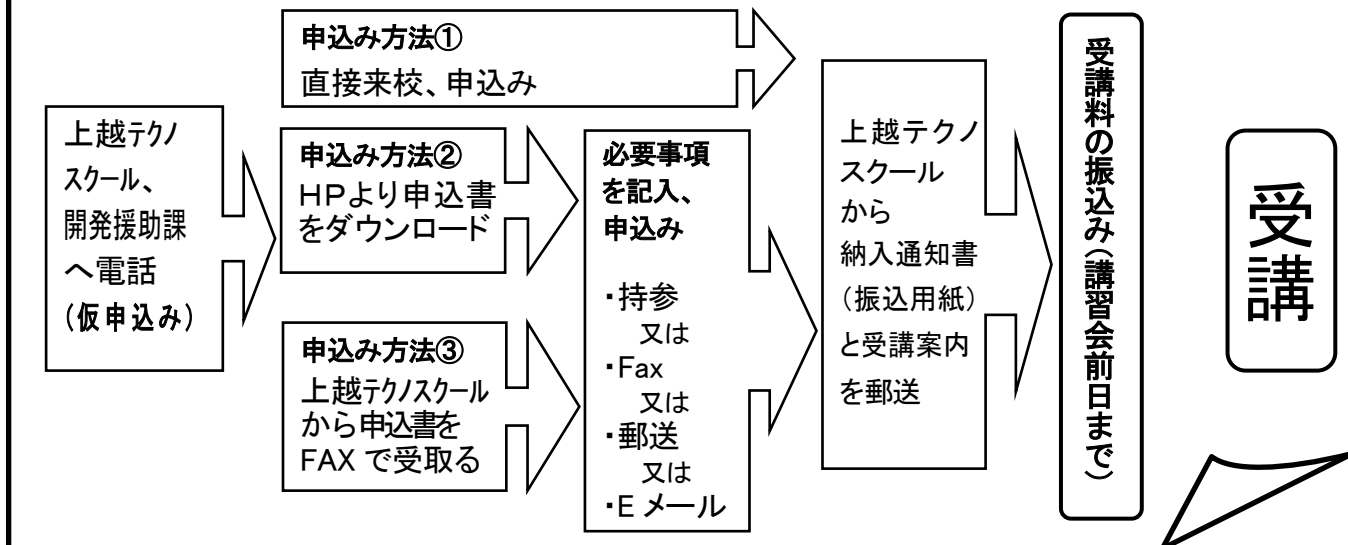 上越テクノ
スクール、
開発援助課
へ電話
（仮申込み）
申込み方法①
直接来校、申込み
申込み方法②
HPより申込書
をダウンロード
申込み方法③
上越テクノスクール
から申込書を
FAX で受取る
必要事項
を記入、
申込み
・持参
又は
・Fax
又は
・郵送
又は
・E メール
上越テクノ
スクール
から
納入通知書
（振込用紙）
と受講案内
を郵送
受講料の振込み（講習会前日まで）
受講